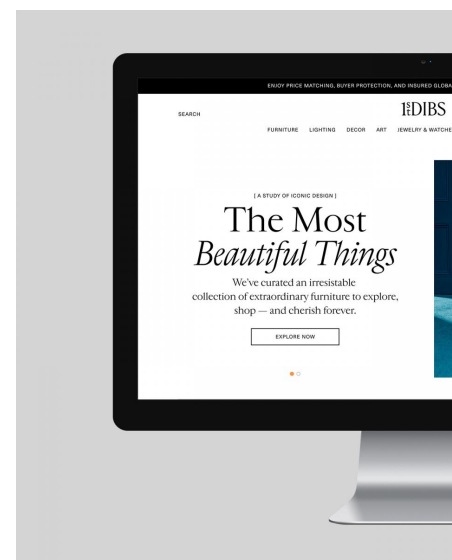 ENJOY PRICE MATCHING, BUYER PROTECTION, AND INSURED GLOBA
SEARCH
1stDIBS
FURNITURE LIGHTING DECOR ART JEWELRY & WATCHE
[ A STUDY OF ICONIC DESIGN ]
The Most
Beautiful Things
We've curated an irresistable
collection of extraordinary furniture to explore,
shop — and cherish forever.
EXPLORE NOW